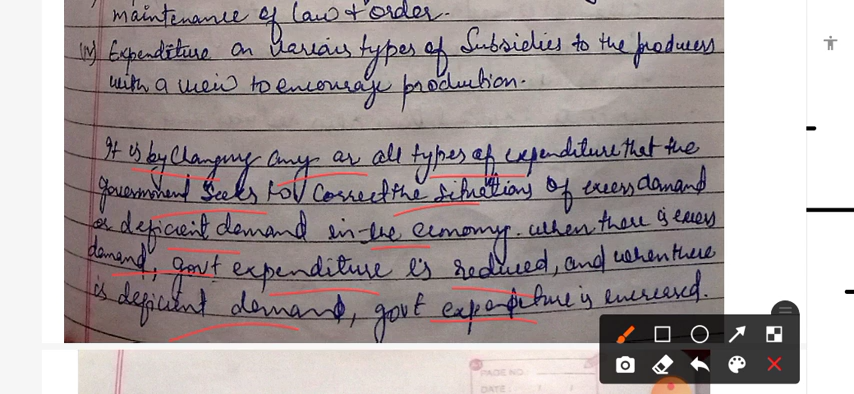 maintenance of law & order.
(iv) Expenditure on various types of Subsidies to the producers
with a view to encourage production.
It is by Changing any or all types of expenditure that the
government Seeks to correct the situations of excess demand
or deficient demand in the economy. when there is excess
demand, govt expenditure is reduced, and when there
is deficient demand, govt expenditure is increased.
PAGE NO.
DATE: